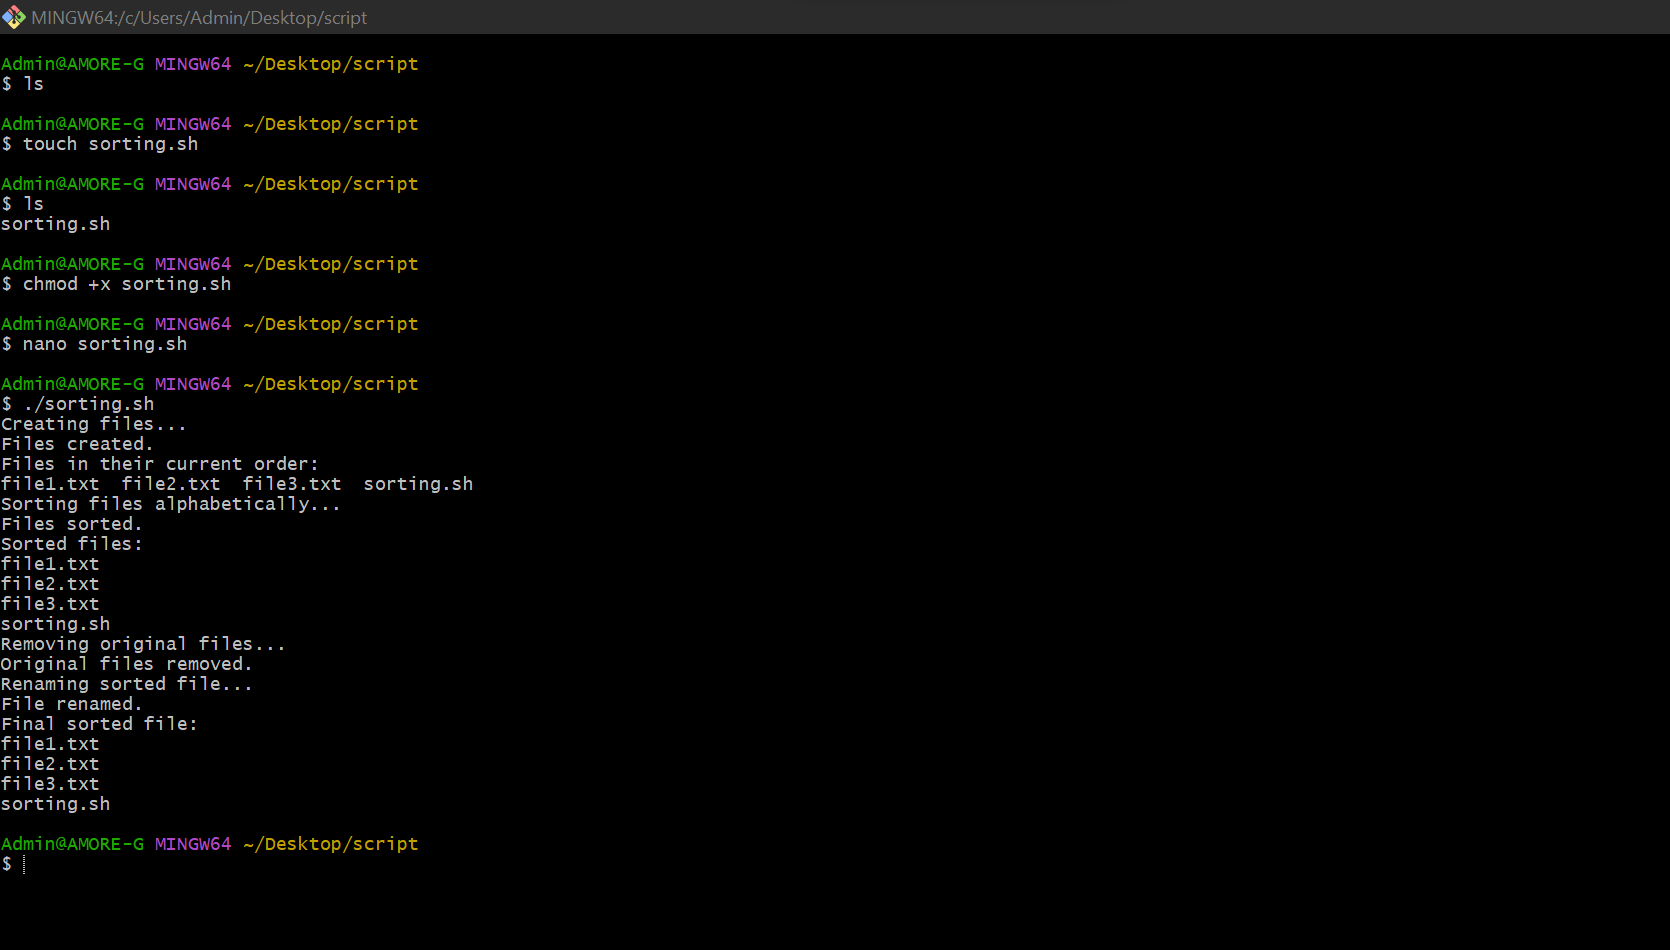 MINGW64:/c/Users/Admin/Desktop/script
Admin@AMORE-G MINGW64 ~/Desktop/script
$ ls
Admin@AMORE-G MINGW64 ~/Desktop/script
$ touch sorting.sh
Admin@AMORE-G MINGW64 ~/Desktop/script
$ ls
sorting.sh
Admin@AMORE-G MINGW64 ~/Desktop/script
$ chmod +x sorting.sh
Admin@AMORE-G MINGW64 ~/Desktop/script
$ nano sorting.sh
Admin@AMORE-G MINGW64 ~/Desktop/script
$ ./sorting.sh
Creating files...
Files created.
Files in their current order:
file1.txt  file2.txt  file3.txt  sorting.sh
Sorting files alphabetically...
Files sorted.
Sorted files:
file1.txt
file2.txt
file3.txt
sorting.sh
Removing original files...
Original files removed.
Renaming sorted file...
File renamed.
Final sorted file:
file1.txt
file2.txt
file3.txt
sorting.sh
Admin@AMORE-G MINGW64 ~/Desktop/script
$